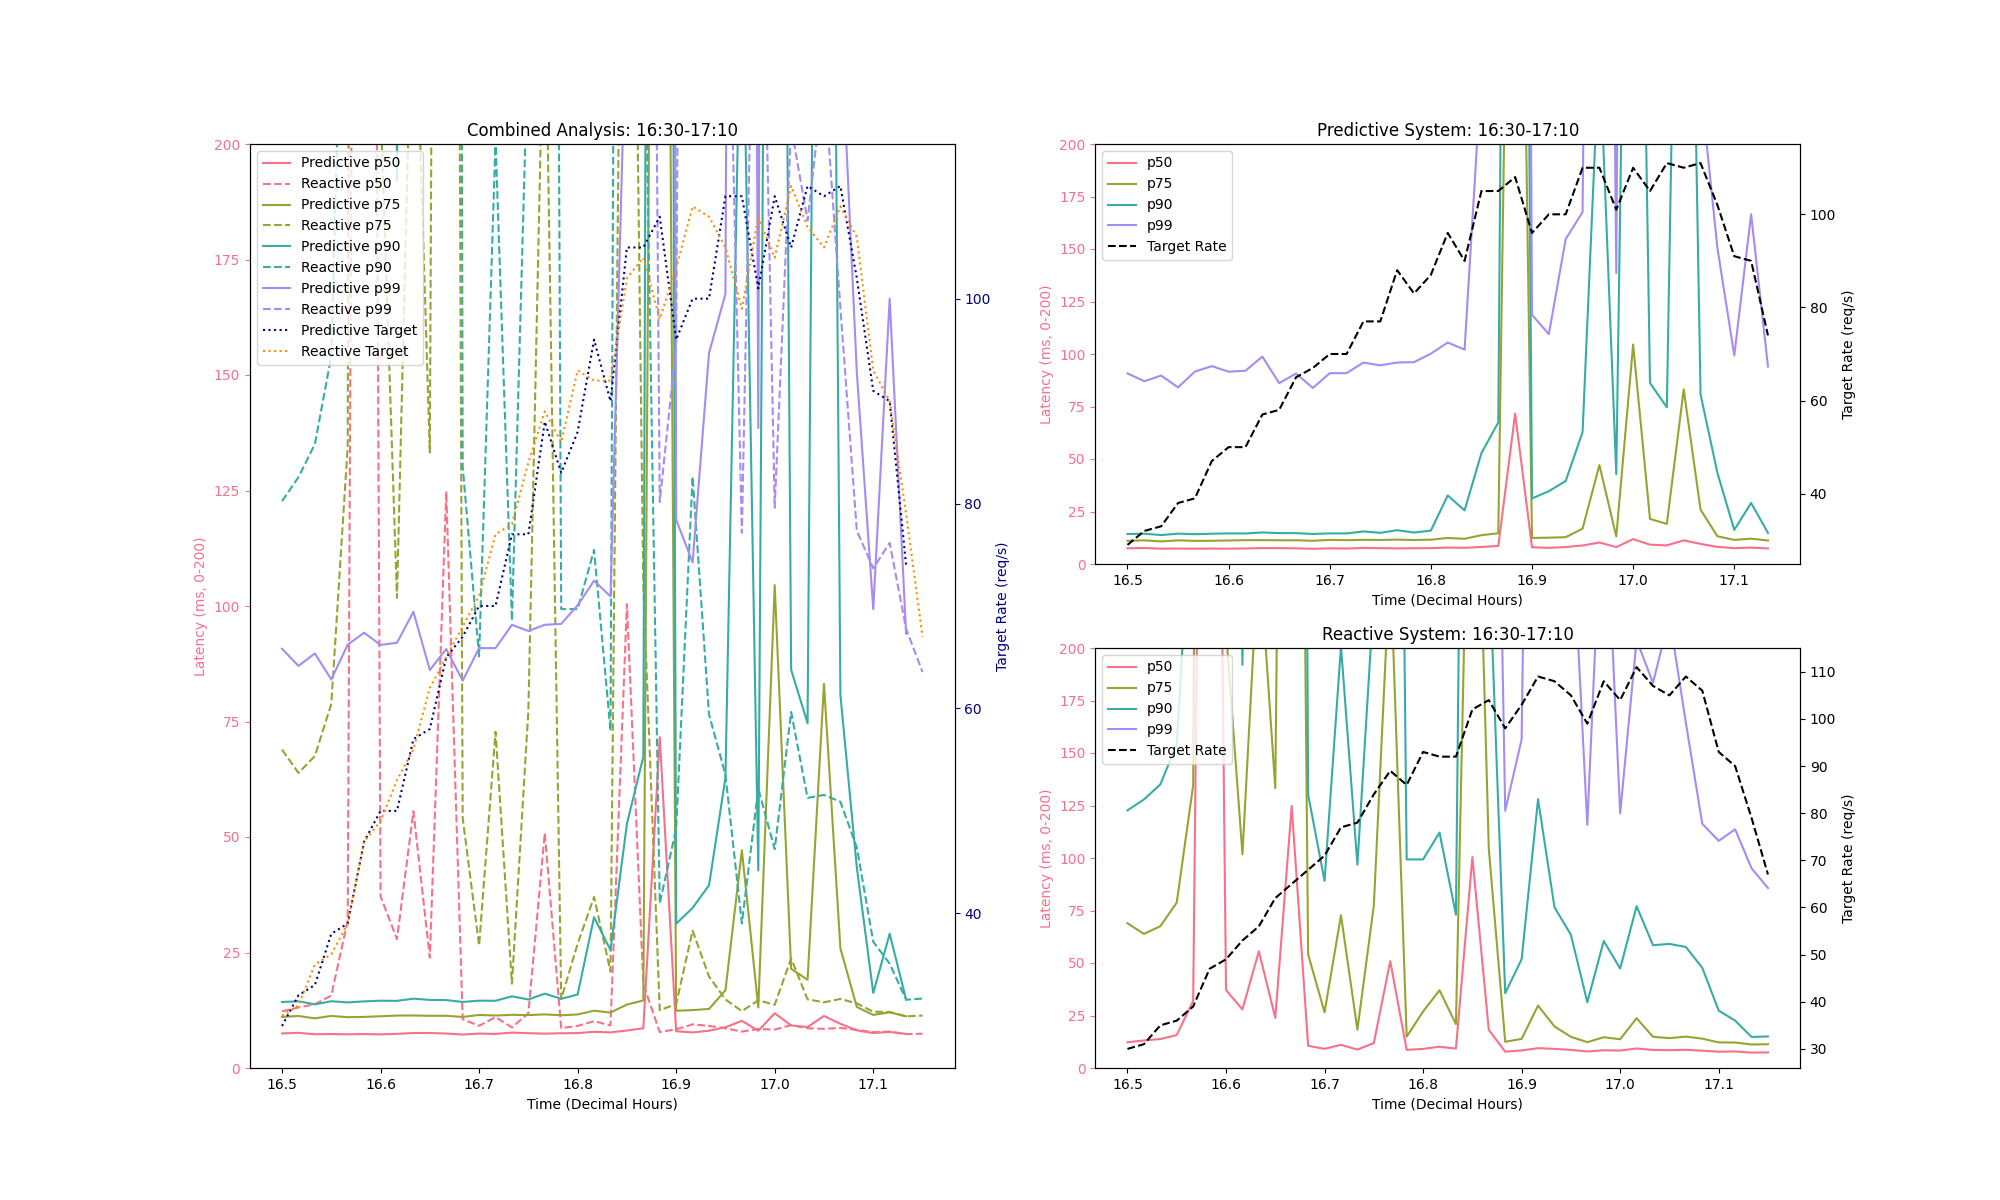 Combined Analysis: 16:30-17:10
Predictive p50
Reactive p50
Predictive p75
Reactive p75
Predictive p90
Reactive p90
Predictive p99
Reactive p99
Predictive Target
Reactive Target
200
175
150
125
100
75
50
25
0
Latency (ms, 0-200)
100
80
60
40
Target Rate (req/s)
16.5 16.6 16.7 16.8 16.9 17.0 17.1
Time (Decimal Hours)
Predictive System: 16:30-17:10
p50
p75
p90
p99
Target Rate
200
175
150
125
100
75
50
25
0
Latency (ms, 0-200)
100
80
60
40
Target Rate (req/s)
16.5 16.6 16.7 16.8 16.9 17.0 17.1
Time (Decimal Hours)
Reactive System: 16:30-17:10
p50
p75
p90
p99
Target Rate
200
175
150
125
100
75
50
25
0
Latency (ms, 0-200)
110
100
90
80
70
60
50
40
30
Target Rate (req/s)
16.5 16.6 16.7 16.8 16.9 17.0 17.1
Time (Decimal Hours)